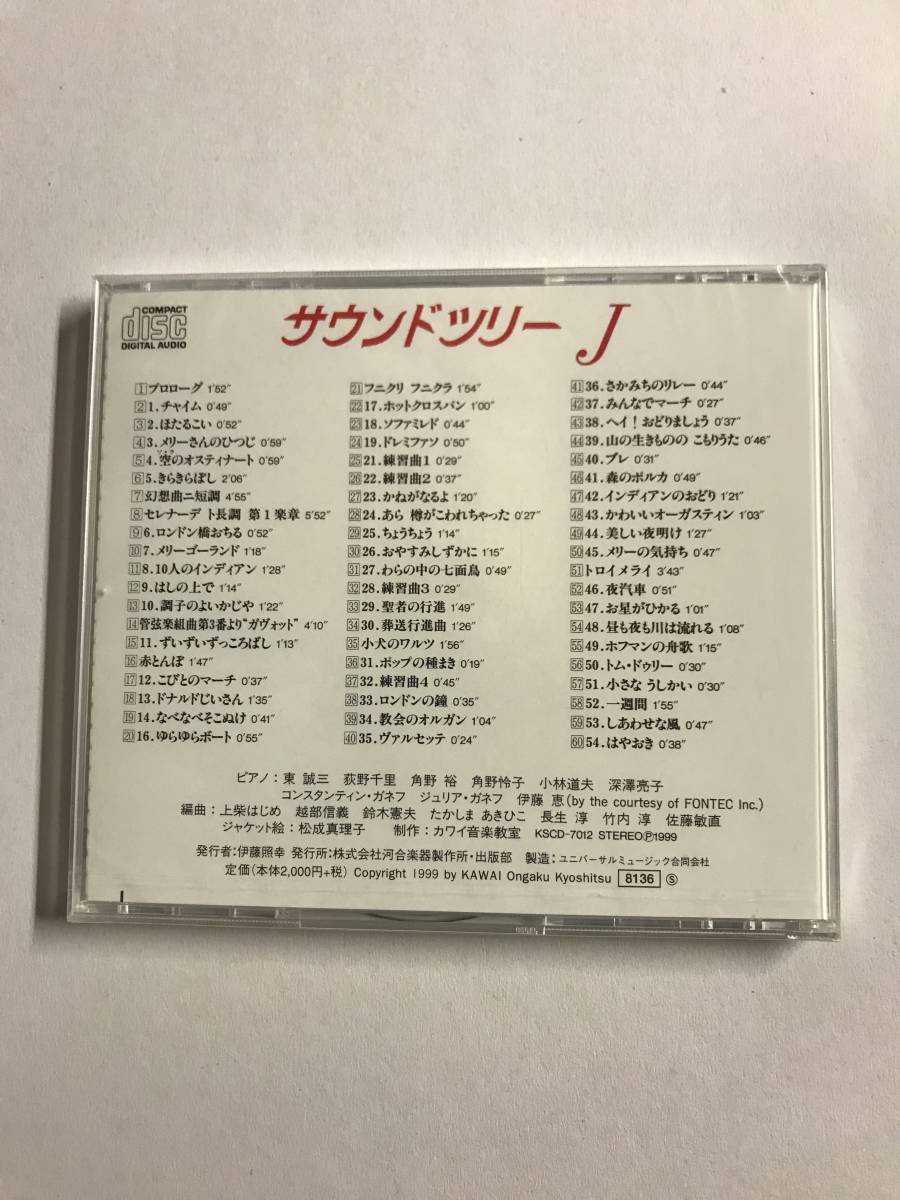 COMPACT
disc
DIGITAL AUDIO
サウンドツリー J
1 プロローグ 1'52"
2 1.チャイム 0'49"
3 2.ほたるこい 0'52"
4 3.メリーさんのひつじ 0'59"
5 4.空のオスティナート 0'59"
6 5.きらきらぼし 2'06"
7 幻想曲ニ短調 4'55"
8 セレナーデ ト長調 第1楽章 5'52"
9 6.ロンドン橋おちる 0'52"
10 7.メリーゴーランド 1'18"
11 8.10人のインディアン 1'28"
12 9.はしの上で 1'14"
13 10.調子のよいかじや 1'22"
14 管弦楽組曲第3番より"ガヴォット" 4'10"
15 11.ずいずいずっころばし 1'13"
16 赤とんぼ 1'47"
17 12.こびとのマーチ 0'37"
18 13.ドナルドじいさん 1'35"
19 14.なべなべそこぬけ 0'41"
20 16.ゆらゆらボート 0'55"
21 フニクリ フニクラ 1'54"
22 17.ホットクロスバン 1'00"
23 18.ソファミレド 0'44"
24 19.ドレミファソ 0'50"
25 21.練習曲1 0'29"
26 22.練習曲2 0'37"
27 23.かねがなるよ 1'20"
28 24.あら 樽がこわれちゃった 0'27"
29 25.ちょうちょう 1'14"
30 26.おやすみしずかに 1'15"
31 27.わらの中の七面鳥 0'49"
32 28.練習曲3 0'29"
33 29.聖者の行進 1'49"
34 30.葬送行進曲 1'26"
35 小犬のワルツ 1'56"
36 31.ポップの種まき 0'19"
37 32.練習曲4 0'45"
38 33.ロンドンの鐘 0'35"
39 34.教会のオルガン 1'04"
40 35.ヴァルセッテ 0'24"
41 36.さかみちのリレー 0'44"
42 37.みんなでマーチ 0'27"
43 38.ヘイ!おどりましょう 0'37"
44 39.山の生きものの こもりうた 0'46"
45 40.ブレ 0'31"
46 41.森のポルカ 0'49"
47 42.インディアンのおどり 1'21"
48 43.かわいいオーガスティン 1'03"
49 44.美しい夜明け 1'27"
50 45.メリーの気持ち 0'47"
51 トロイメライ 3'43"
52 46.夜汽車 0'51"
53 47.お星がひかる 1'01"
54 48.昼も夜も川は流れる 1'08"
55 49.ホフマンの舟歌 1'15"
56 50.トム・ドゥリー 0'30"
57 51.小さな うしかい 0'30"
58 52.一週間 1'55"
59 53.しあわせな風 0'47"
60 54.はやおき 0'38"
ピアノ:東 誠三 荻野千里 角野 裕 角野怜子 小林道夫 深澤亮子
コンスタンティン・ガネフ ジュリア・ガネフ 伊藤 恵(by the courtesy of FONTEC Inc.)
編曲:上柴はじめ 越部信義 鈴木憲夫 たかしま あきひこ 長生 淳 竹内 淳 佐藤敏直
ジャケット絵:松成真理子 制作:カワイ音楽教室 KSCD-7012 STEREO Ⓟ1999
発行者:伊藤照幸 発行所:株式会社河合楽器製作所・出版部 製造:ユニバーサルミュージック合同会社
定価(本体2,000円+税) Copyright 1999 by KAWAI Ongaku Kyoshitsu 8136 Ⓢ